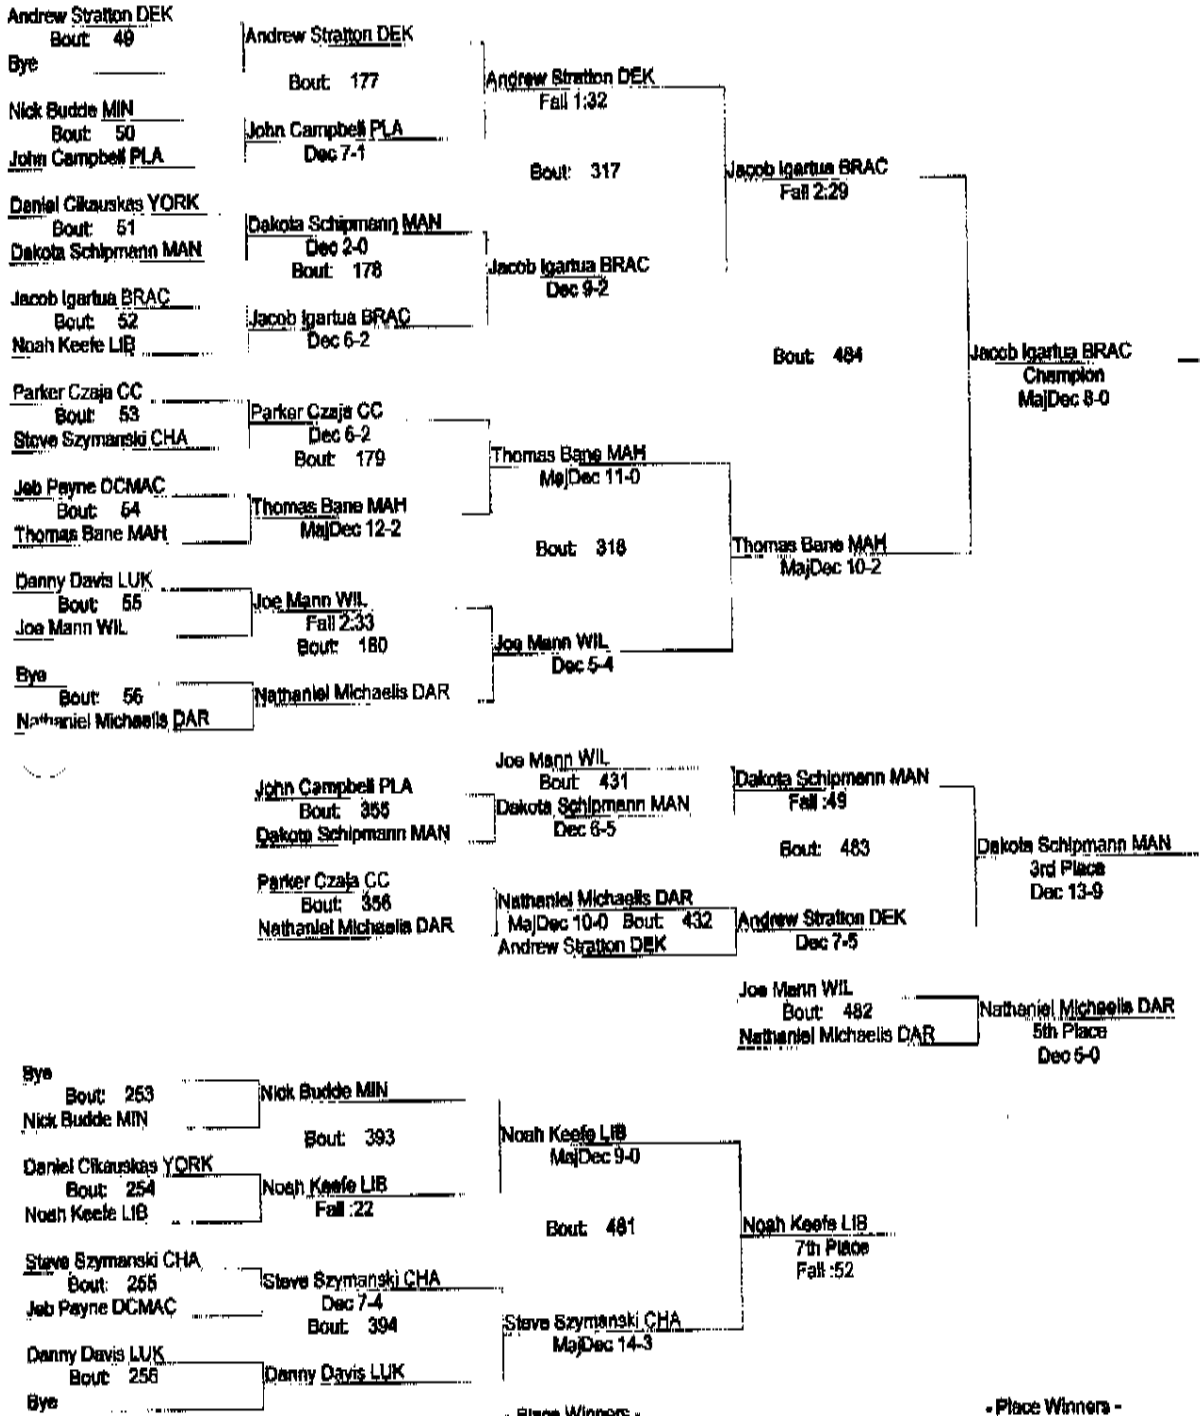 Andrew Stratton DEK
Bout: 49
Bye
Andrew Stratton DEK
Bout: 177
Andrew Stratton DEK
Fall 1:32
Nick Budde MIN
Bout: 50
John Campbell PLA
John Campbell PLA
Dec 7-1
Bout: 317
Jacob Igartua BRAC
Fall 2:29
Daniel Cikauskas YORK
Bout: 51
Dakota Schipmann MAN
Dakota Schipmann MAN
Dec 2-0
Bout: 178
Jacob Igartua BRAC
Dec 9-2
Jacob Igartua BRAC
Bout: 52
Noah Keefe LIB
Jacob Igartua BRAC
Dec 6-2
Bout: 484
Jacob Igartua BRAC
Champion
MajDec 8-0
Parker Czaja CC
Bout: 53
Steve Szymanski CHA
Parker Czaja CC
Dec 6-2
Bout: 179
Thomas Bane MAH
MajDec 11-0
Jeb Payne DCMAC
Bout: 54
Thomas Bane MAH
Thomas Bane MAH
MajDec 12-2
Bout: 318
Thomas Bane MAH
MajDec 10-2
Danny Davis LUK
Bout: 55
Joe Mann WIL
Joe Mann WIL
Fall 2:33
Bout: 180
Joe Mann WIL
Dec 5-4
Bye
Bout: 56
Nathaniel Michaelis DAR
Nathaniel Michaelis DAR
John Campbell PLA
Bout: 355
Dakota Schipmann MAN
Joe Mann WIL
Bout: 431
Dakota Schipmann MAN
Dec 6-5
Dakota Schipmann MAN
Fall :49
Bout: 483
Dakota Schipmann MAN
3rd Place
Dec 13-9
Parker Czaja CC
Bout: 356
Nathaniel Michaelis DAR
Nathaniel Michaelis DAR
MajDec 10-0 Bout: 432
Andrew Stratton DEK
Andrew Stratton DEK
Dec 7-5
Joe Mann WIL
Bout: 482
Nathaniel Michaelis DAR
Nathaniel Michaelis DAR
5th Place
Dec 5-0
Bye
Bout: 253
Nick Budde MIN
Nick Budde MIN
Bout: 393
Noah Keefe LIB
MajDec 9-0
Daniel Cikauskas YORK
Bout: 254
Noah Keefe LIB
Noah Keefe LIB
Fall :22
Bout: 481
Noah Keefe LIB
7th Place
Fall :52
Steve Szymanski CHA
Bout: 255
Jeb Payne DCMAC
Steve Szymanski CHA
Dec 7-4
Bout: 394
Steve Szymanski CHA
MajDec 14-3
Danny Davis LUK
Bout: 256
Bye
Danny Davis LUK
- Place Winners -
- Place Winners -